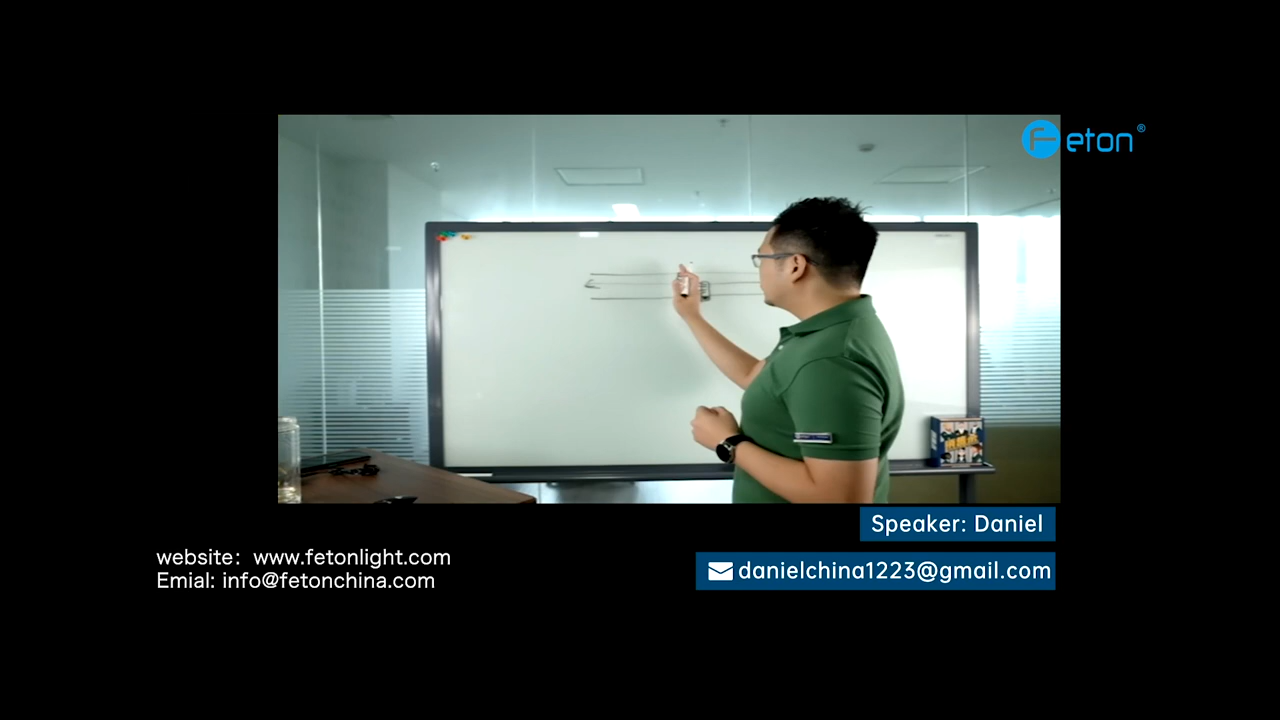 Feton®
Speaker: Daniel
website: www.fetonlight.com
Emial: info@fetonchina.com
danielchina1223@gmail.com